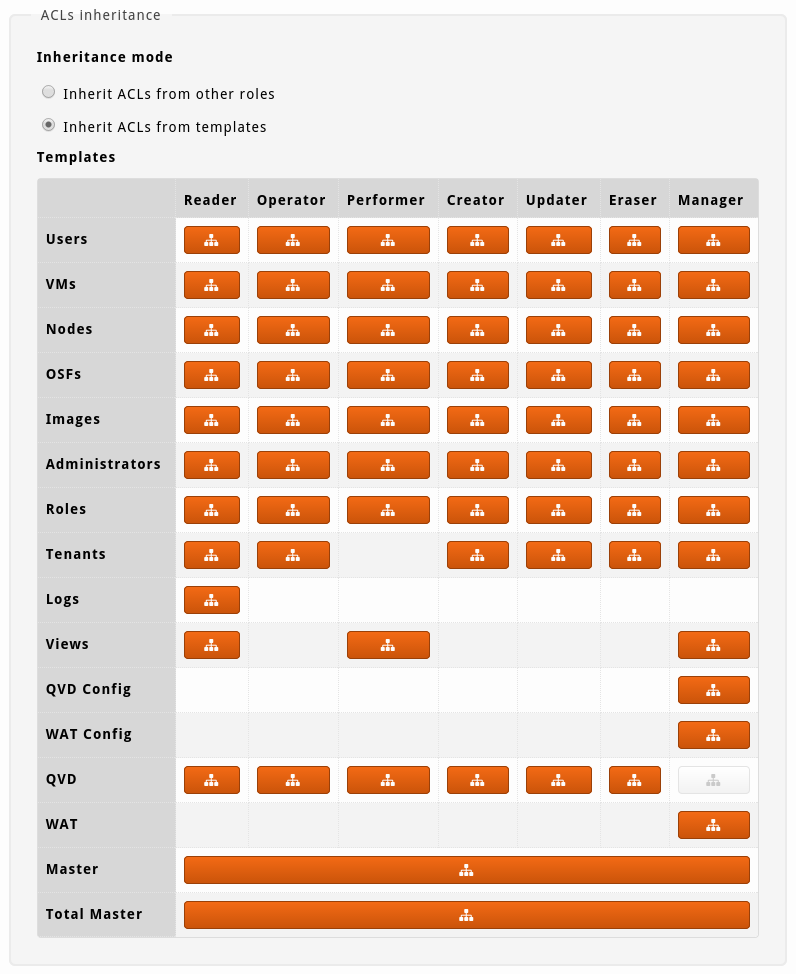 ACLs inheritance
Inheritance mode
Inherit ACLs from other roles
Inherit ACLs from templates
Templates
Reader Operator Performer Creator Updater Eraser Manager
Users
VMs
Nodes
OSFs
Images
Administrators
Roles
Tenants
Logs
Views
QVD Config
WAT Config
QVD
WAT
Master
Total Master